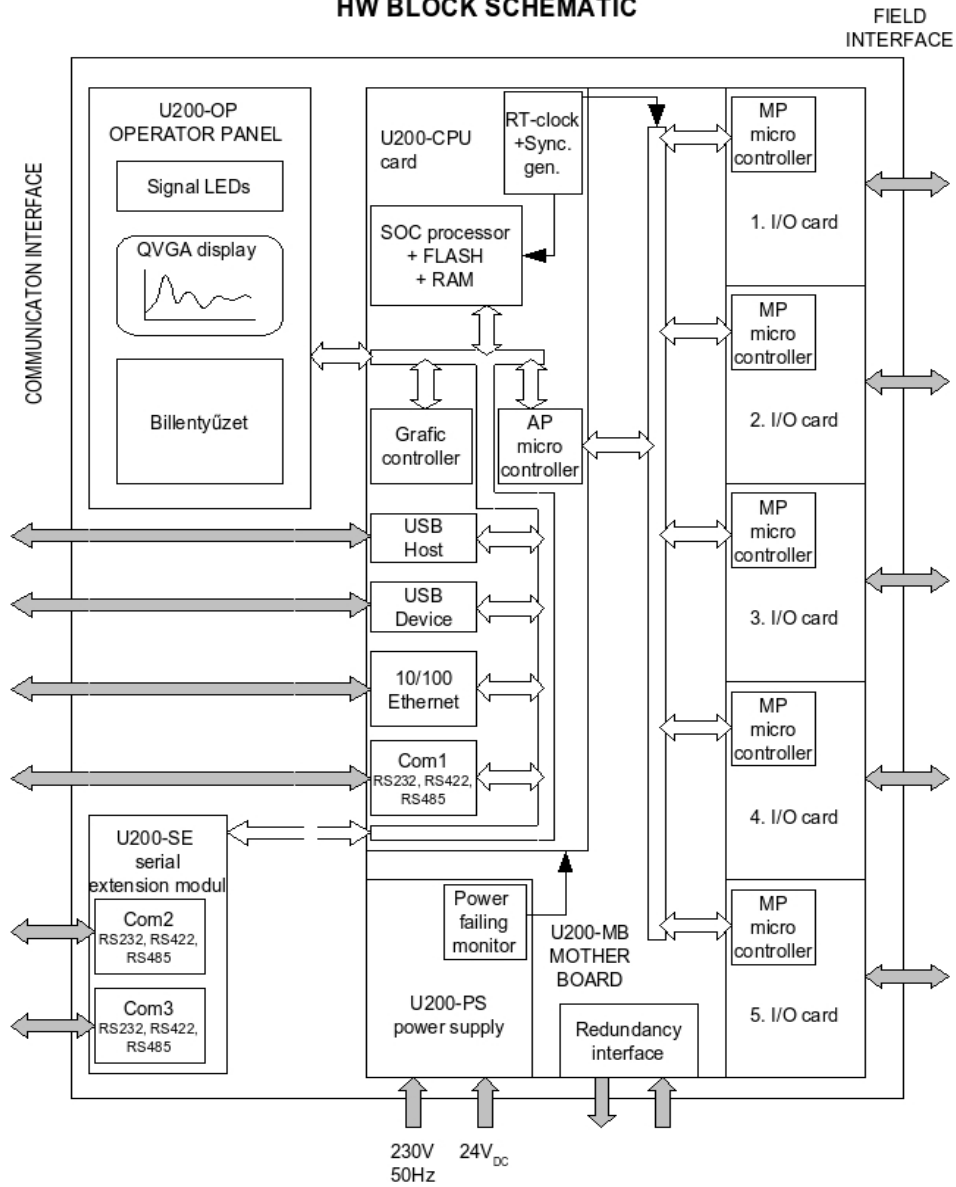 HW BLOCK SCHEMATIC
FIELD
INTERFACE
COMMUNICATON INTERFACE
U200-OP
OPERATOR PANEL
Signal LEDs
QVGA display
Billentyűzet
U200-CPU
card
RT-clock
+Sync.
gen.
SOC processor
+ FLASH
+ RAM
Grafic
controller
AP
micro
controller
USB
Host
USB
Device
10/100
Ethernet
Com1
RS232, RS422,
RS485
U200-SE
serial
extension modul
Com2
RS232, RS422,
RS485
Com3
RS232, RS422,
RS485
Power
failing
monitor
U200-PS
power supply
U200-MB
MOTHER
BOARD
Redundancy
interface
MP
micro
controller
1. I/O card
MP
micro
controller
2. I/O card
MP
micro
controller
3. I/O card
MP
micro
controller
4. I/O card
MP
micro
controller
5. I/O card
230V
50Hz
24V DC